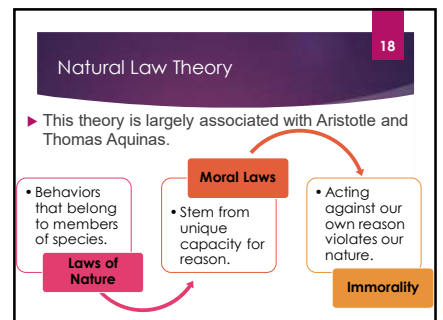 18
Natural Law Theory
This theory is largely associated with Aristotle and
Thomas Aquinas.
• Behaviors
that belong
to members
of species.
Laws of
Nature
Moral Laws
• Stem from
unique
capacity for
reason.
• Acting
against our
own reason
violates our
nature.
Immorality